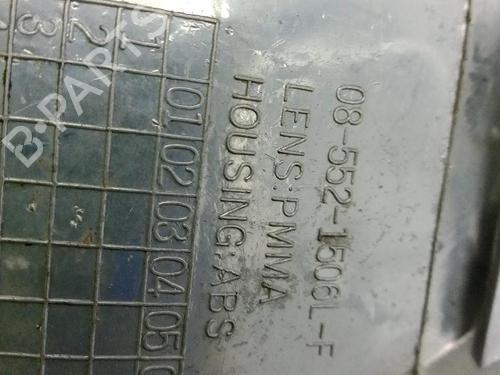 08-552-1506L-F
LENS:PMMA
HOUSING:ABS
01 02 03 04 05
1
2
3
B-PARTS